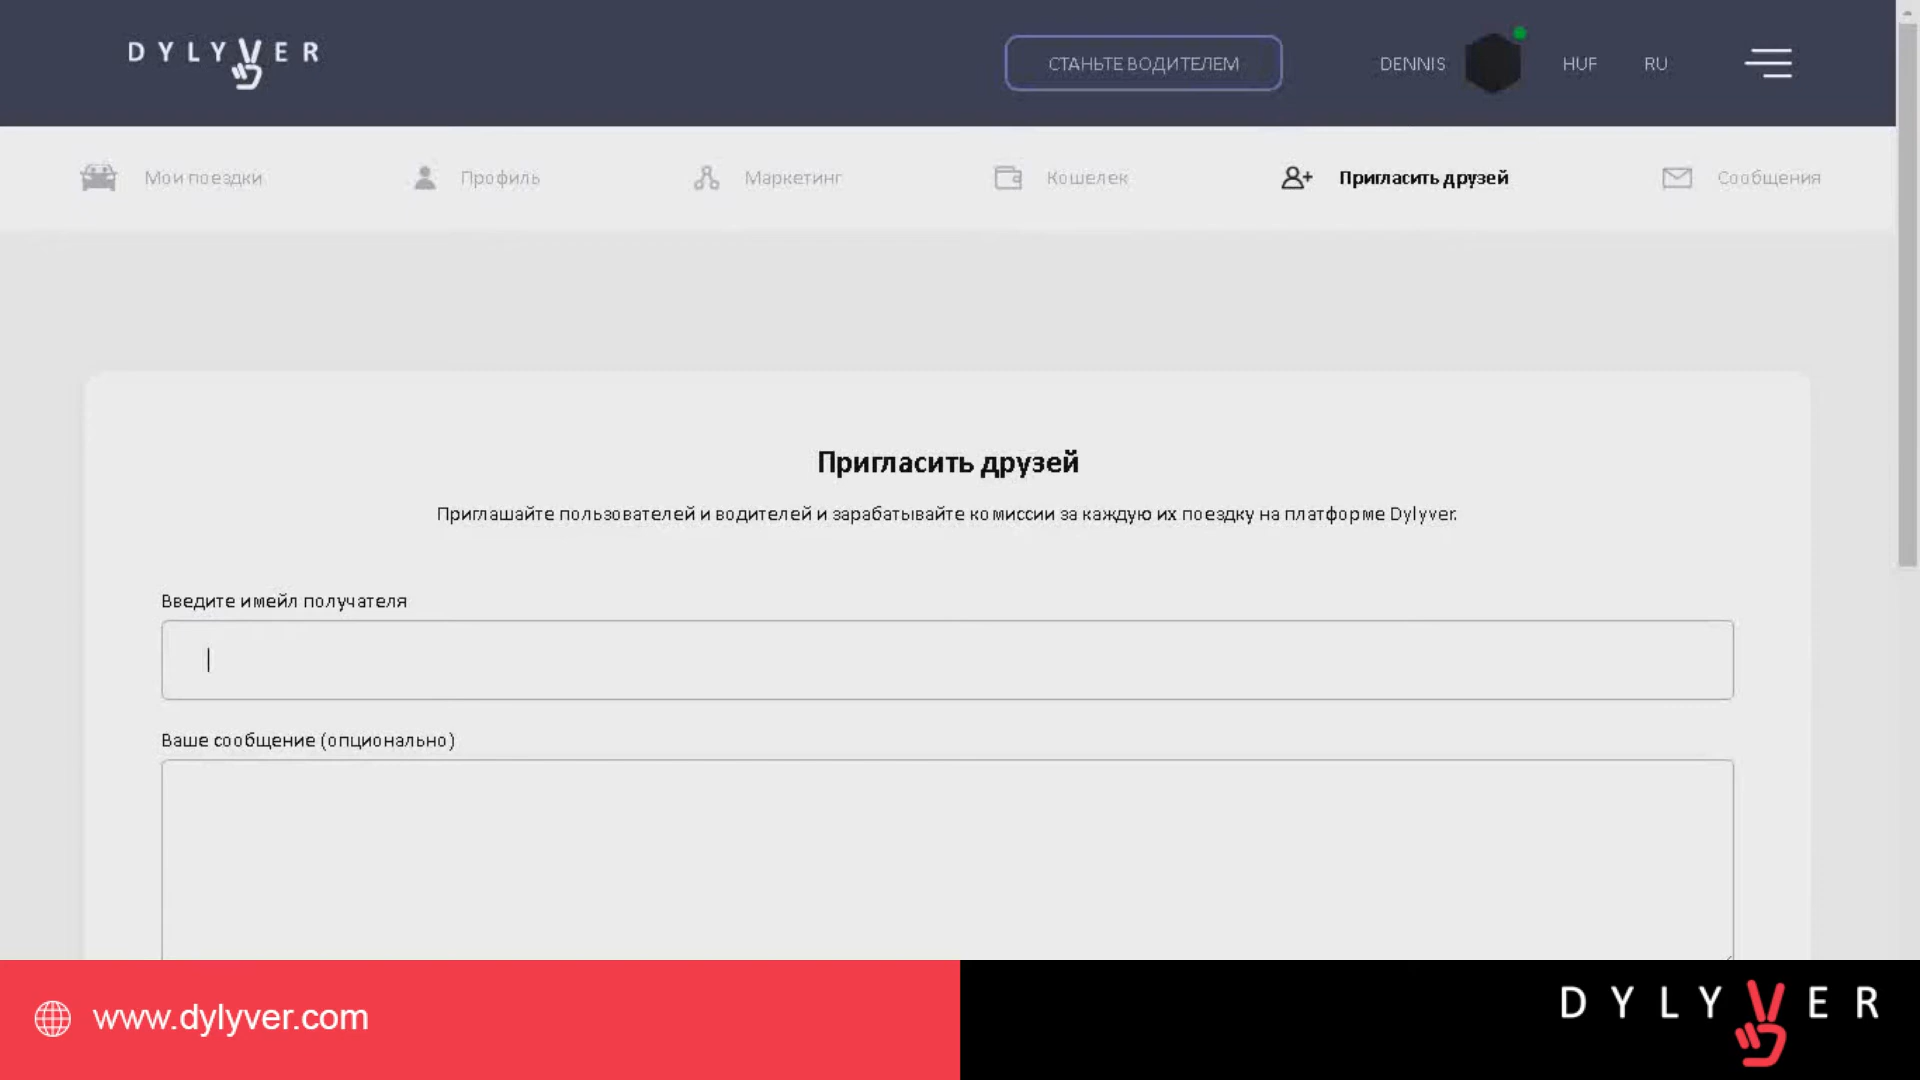 DYLYVER
СТАНЬТЕ ВОДИТЕЛЕМ
DENNIS
HUF
RU
Мои поездки
Профиль
Маркетинг
Кошелек
Пригласить друзей
Сообщения
Пригласить друзей
Приглашайте пользователей и водителей и зарабатывайте комиссии за каждую их поездку на платформе Dylyver.
Введите имейл получателя
Ваше сообщение (опционально)
www.dylyver.com
DYLYVER